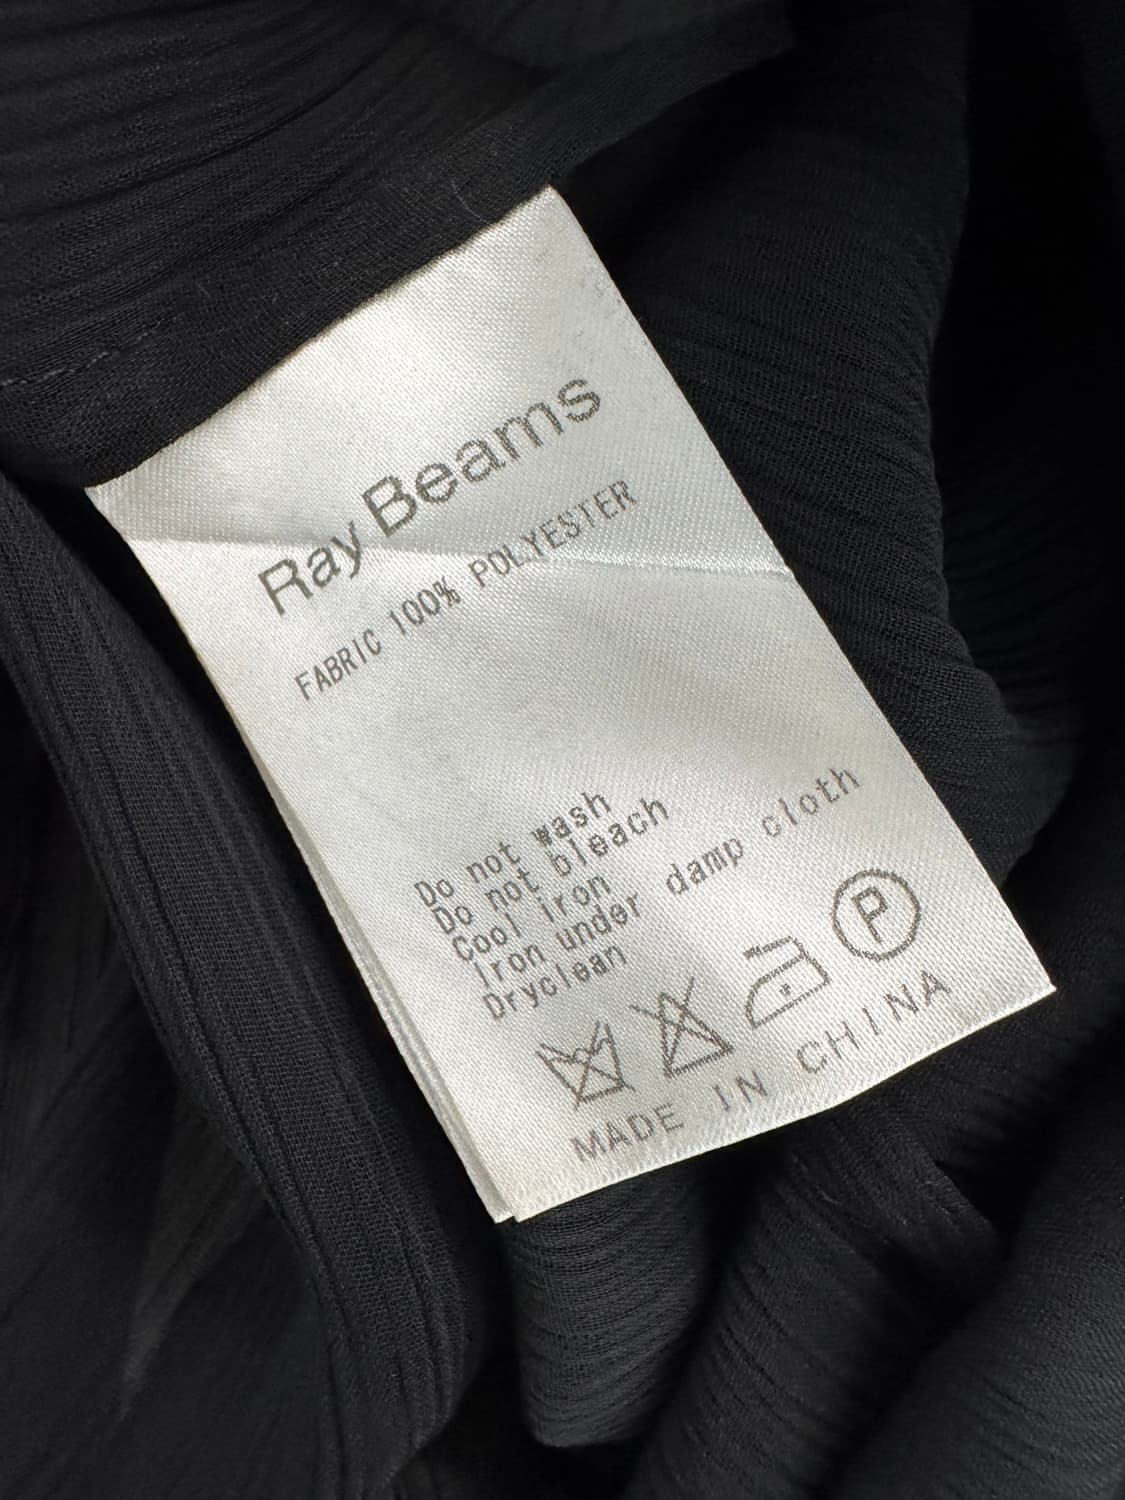 Ray Beams
FABRIC 100% POLYESTER
Do not wash
Do not bleach
Cool iron
Iron under damp cloth
Dryclean
P
MADE IN CHINA